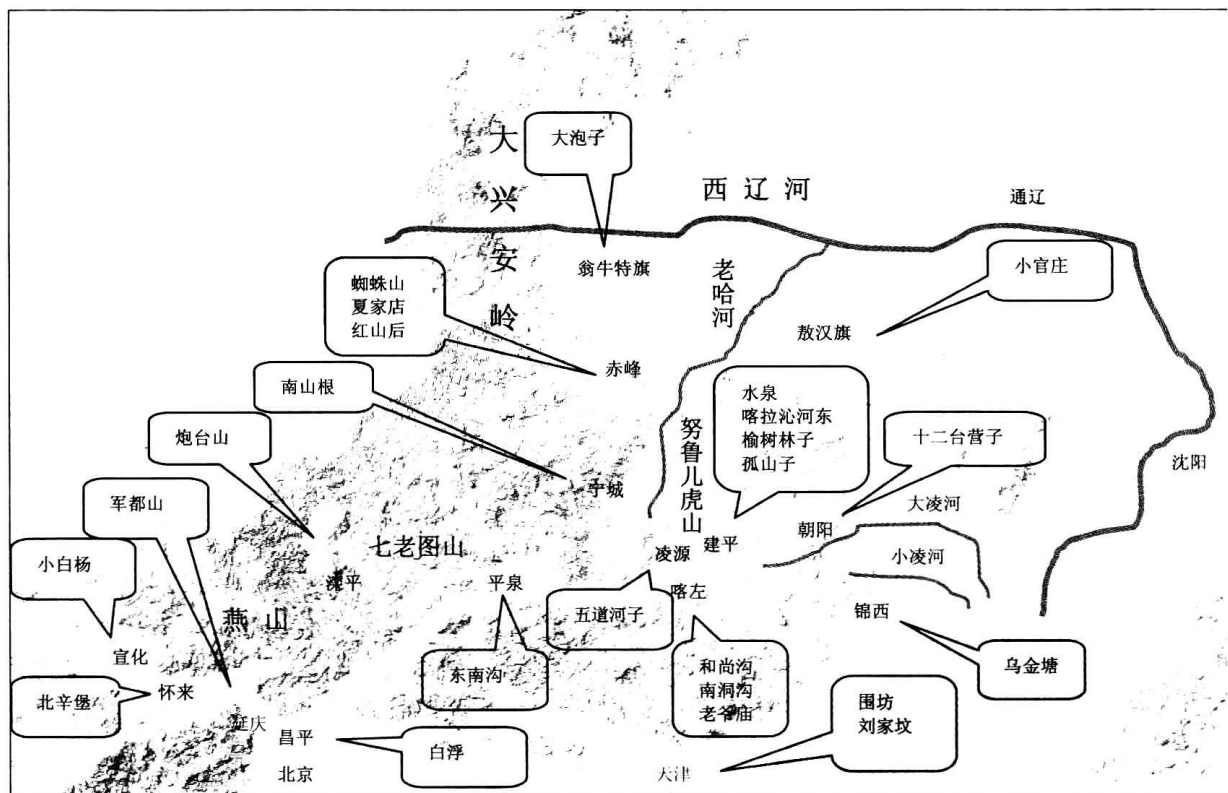 大兴安岭
大泡子
西辽河
通辽
翁牛特旗
老哈河
小官庄
蜘蛛山
夏家店
红山后
敖汉旗
赤峰
南山根
水泉
喀拉沁河东
榆树林子
孤山子
努鲁儿虎山
十二台营子
炮台山
沈阳
宁城
军都山
大凌河
朝阳
七老图山
建平
凌源
小凌河
小白杨
滦平
平泉
喀左
五道河子
锦西
燕山
宣化
东南沟
和尚沟
南洞沟
老爷庙
乌金塘
北辛堡
怀来
围坊
刘家坟
延庆
昌平
白浮
北京
天津